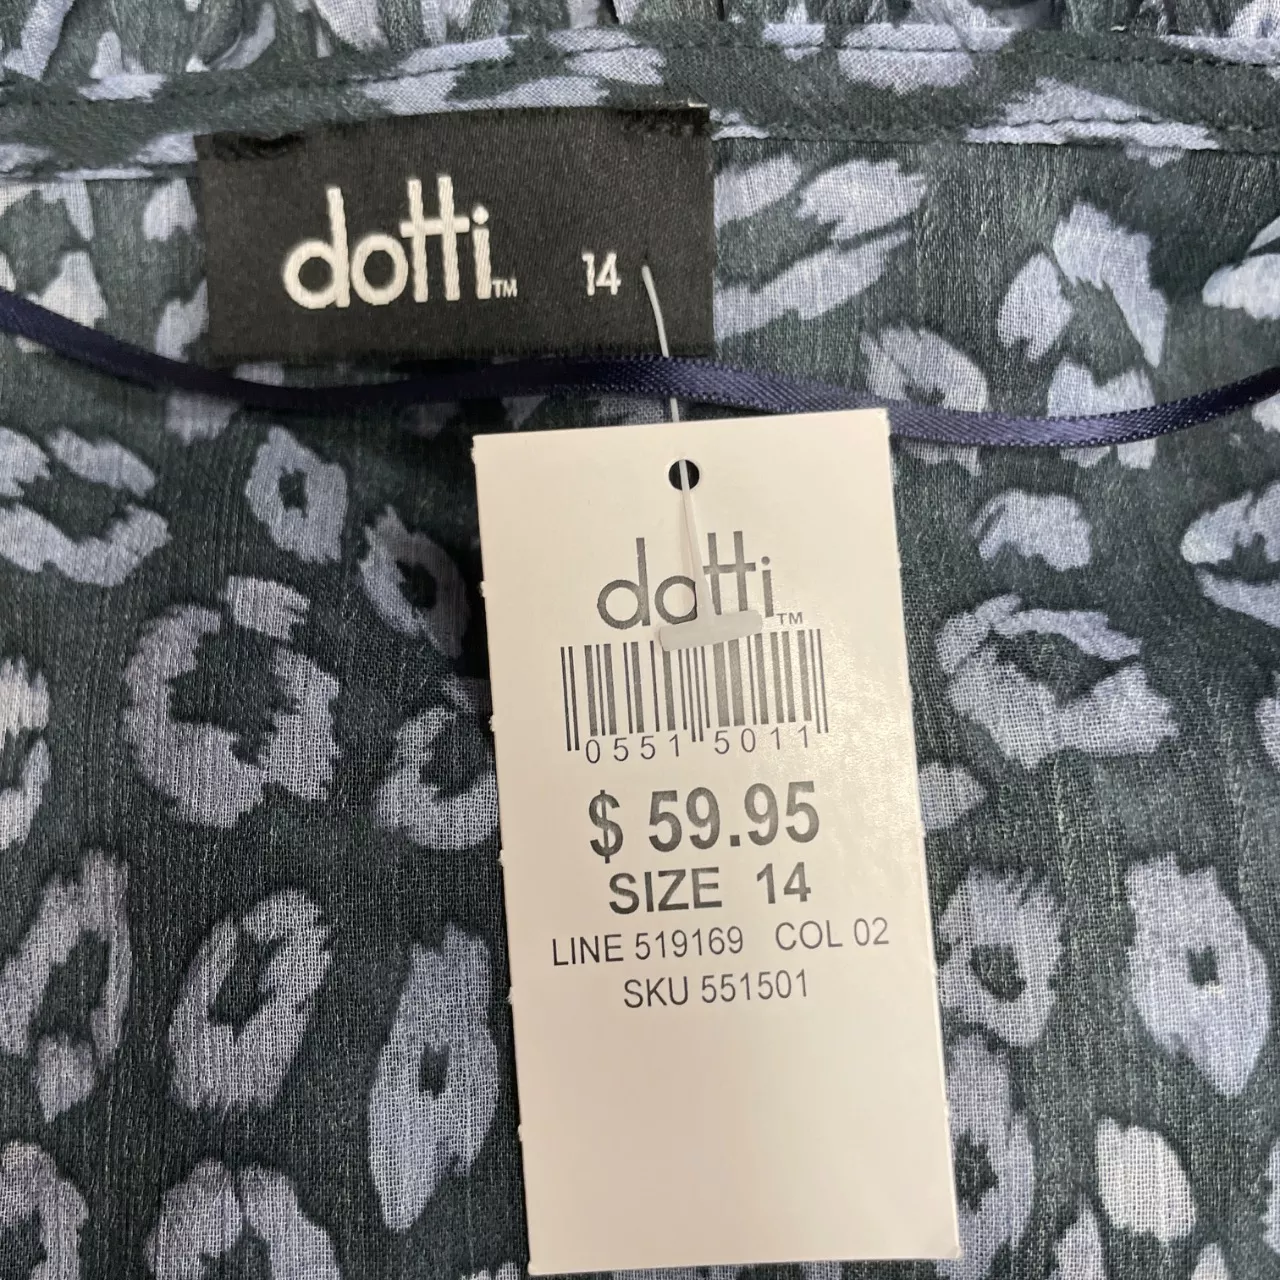 dotti™ 14
dotti™
0551 5011
$ 59.95
SIZE 14
LINE 519169 COL 02
SKU 551501